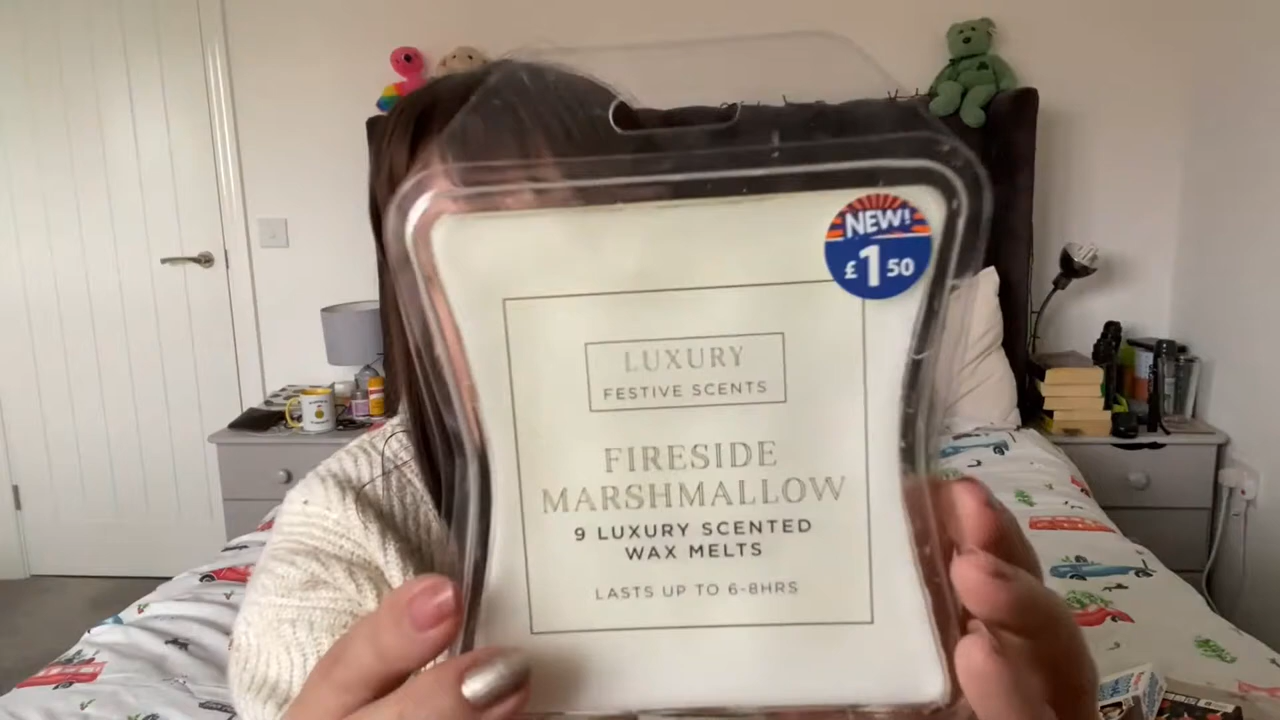 NEW!
£1 50
LUXURY
FESTIVE SCENTS
FIRESIDE
MARSHMALLOW
9 LUXURY SCENTED
WAX MELTS
LASTS UP TO 6-8HRS